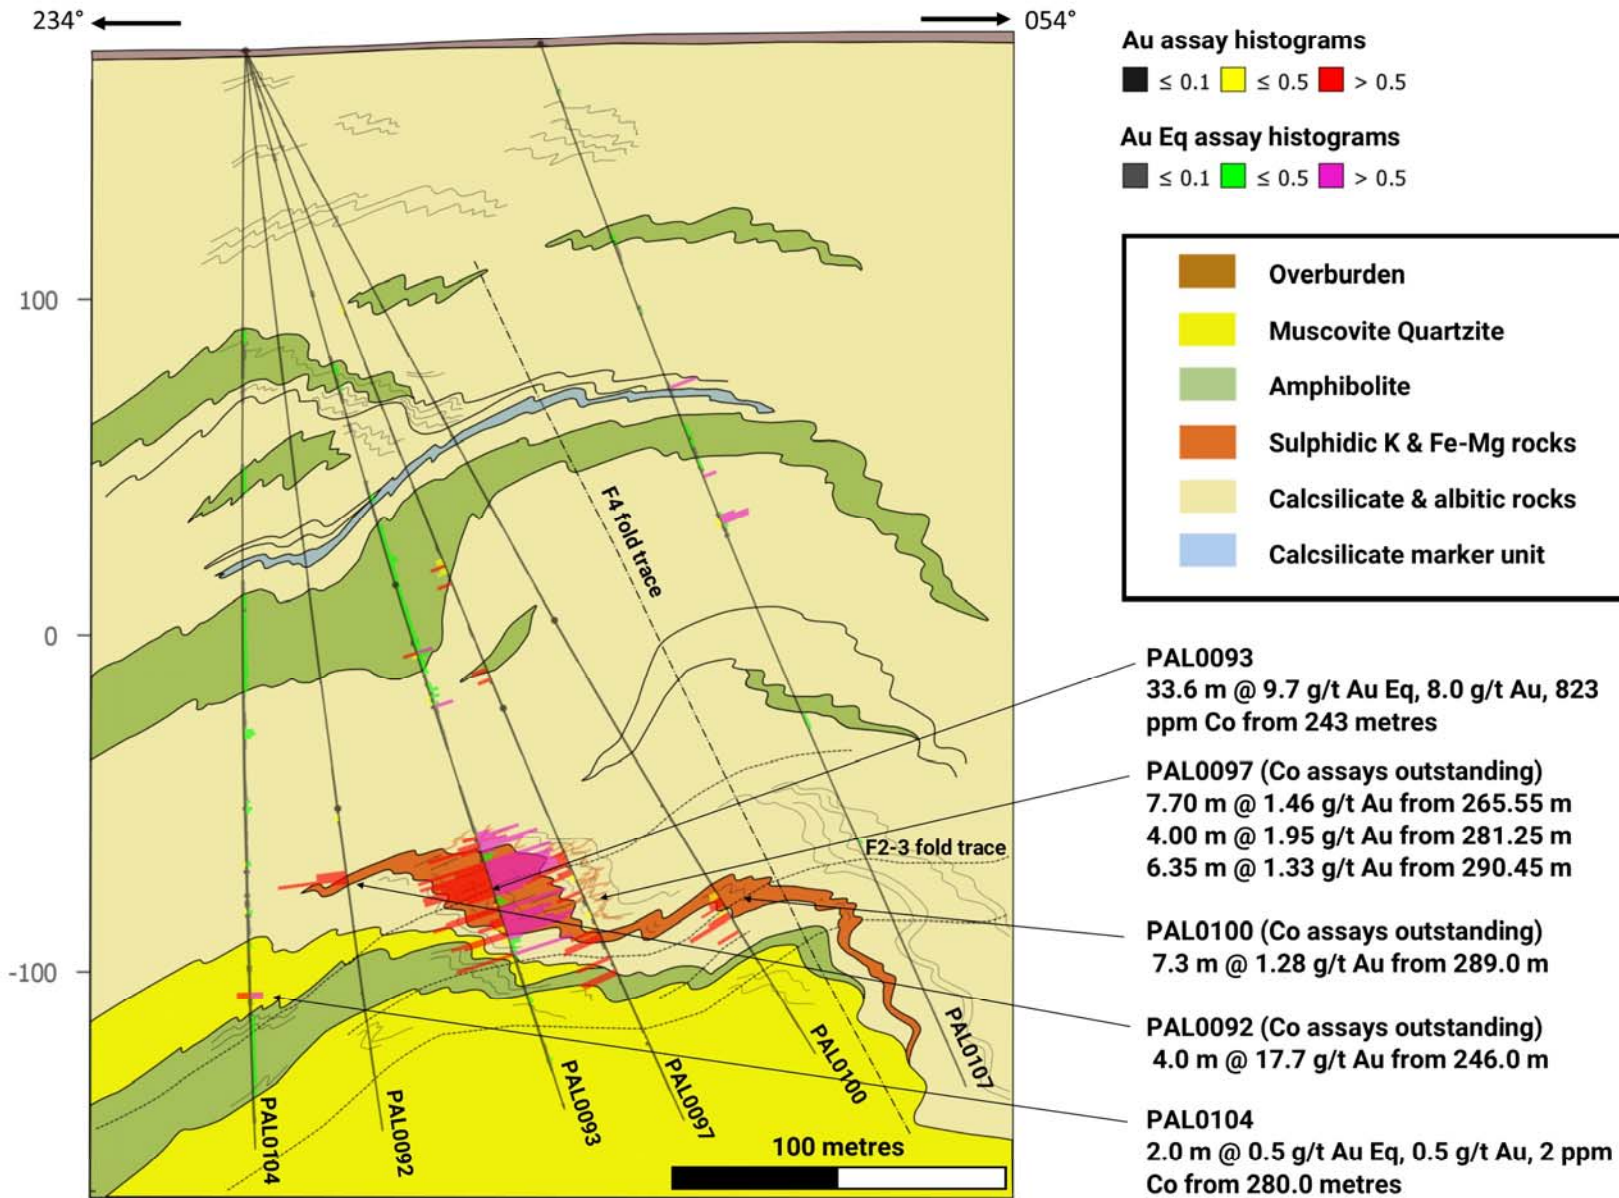 234°
054°
Au assay histograms
≤ 0.1 ≤ 0.5 > 0.5
Au Eq assay histograms
≤ 0.1 ≤ 0.5 > 0.5
Overburden
Muscovite Quartzite
Amphibolite
Sulphidic K & Fe-Mg rocks
Calcsilicate & albitic rocks
Calcsilicate marker unit
100
0
-100
F4 fold trace
F2-3 fold trace
PAL0104
PAL0092
PAL0093
PAL0097
PAL0100
PAL0107
100 metres
PAL0093
33.6 m @ 9.7 g/t Au Eq, 8.0 g/t Au, 823
ppm Co from 243 metres
PAL0097 (Co assays outstanding)
7.70 m @ 1.46 g/t Au from 265.55 m
4.00 m @ 1.95 g/t Au from 281.25 m
6.35 m @ 1.33 g/t Au from 290.45 m
PAL0100 (Co assays outstanding)
7.3 m @ 1.28 g/t Au from 289.0 m
PAL0092 (Co assays outstanding)
4.0 m @ 17.7 g/t Au from 246.0 m
PAL0104
2.0 m @ 0.5 g/t Au Eq, 0.5 g/t Au, 2 ppm
Co from 280.0 metres